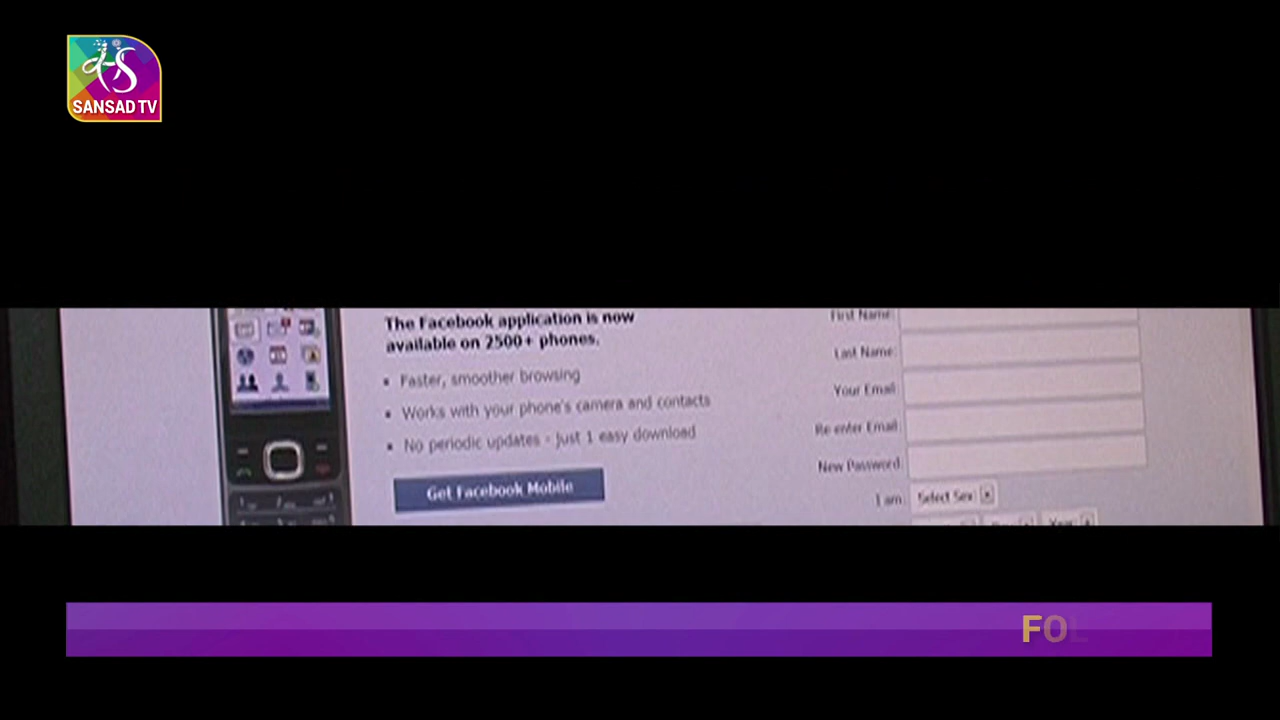 SANSAD TV
The Facebook application is now
available on 2500+ phones.
• Faster, smoother browsing
• Works with your phone's camera and contacts
• No periodic updates - just 1 easy download
Get Facebook Mobile
First Name:
Last Name:
Your Email:
Re-enter Email:
New Password:
I am: Select Sex:
Year:
FOL